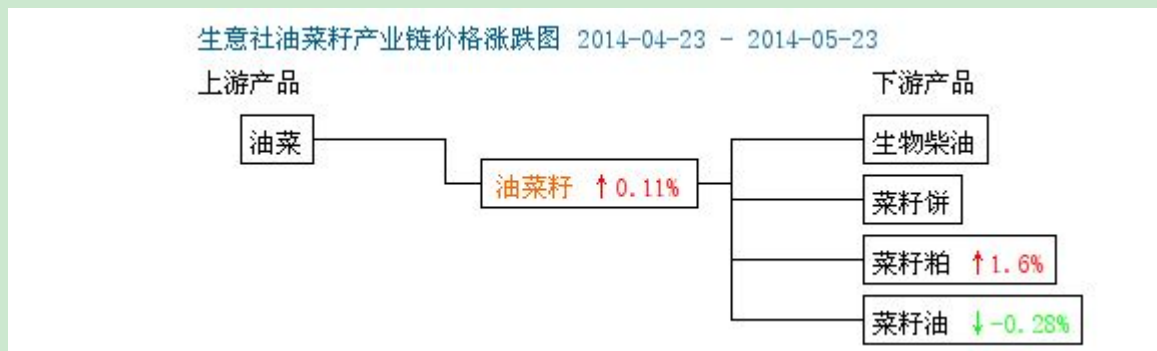 生意社油菜籽产业链价格涨跌图 2014-04-23 - 2014-05-23
上游产品
下游产品
油菜
生物柴油
油菜籽 ↑0.11%
菜籽饼
菜籽粕 ↑1.6%
菜籽油 ↓-0.28%